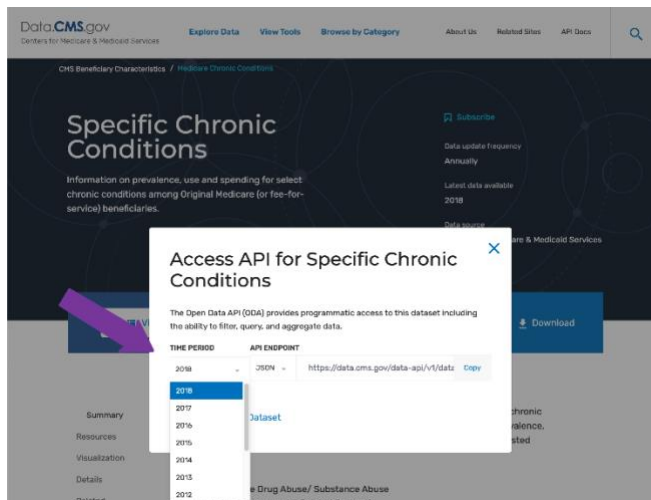 Data.CMS.gov
Centers for Medicare & Medicaid Services
Explore Data View Tools Browse by Category About Us Related Sites API Docs
CMS Beneficiary Characteristics / Medicare Chronic Conditions
Specific Chronic
Conditions
Information on prevalence, use and spending for select
chronic conditions among Original Medicare (or fee-for-
service) beneficiaries.
Subscribe
Data update frequency
Annually
Latest data available
2018
Data source
are & Medicaid Services
Download
Access API for Specific Chronic
Conditions
The Open Data API (ODA) provides programmatic access to this dataset including
the ability to filter, query, and aggregate data.
TIME PERIOD API ENDPOINT
2018 JSON https://data.cms.gov/data-api/v1/data Copy
2018
2017
2016
2015
2014
2013
2012
Dataset
Summary
Resources
Visualization
Details
chronic
valence,
sted
e Drug Abuse/ Substance Abuse